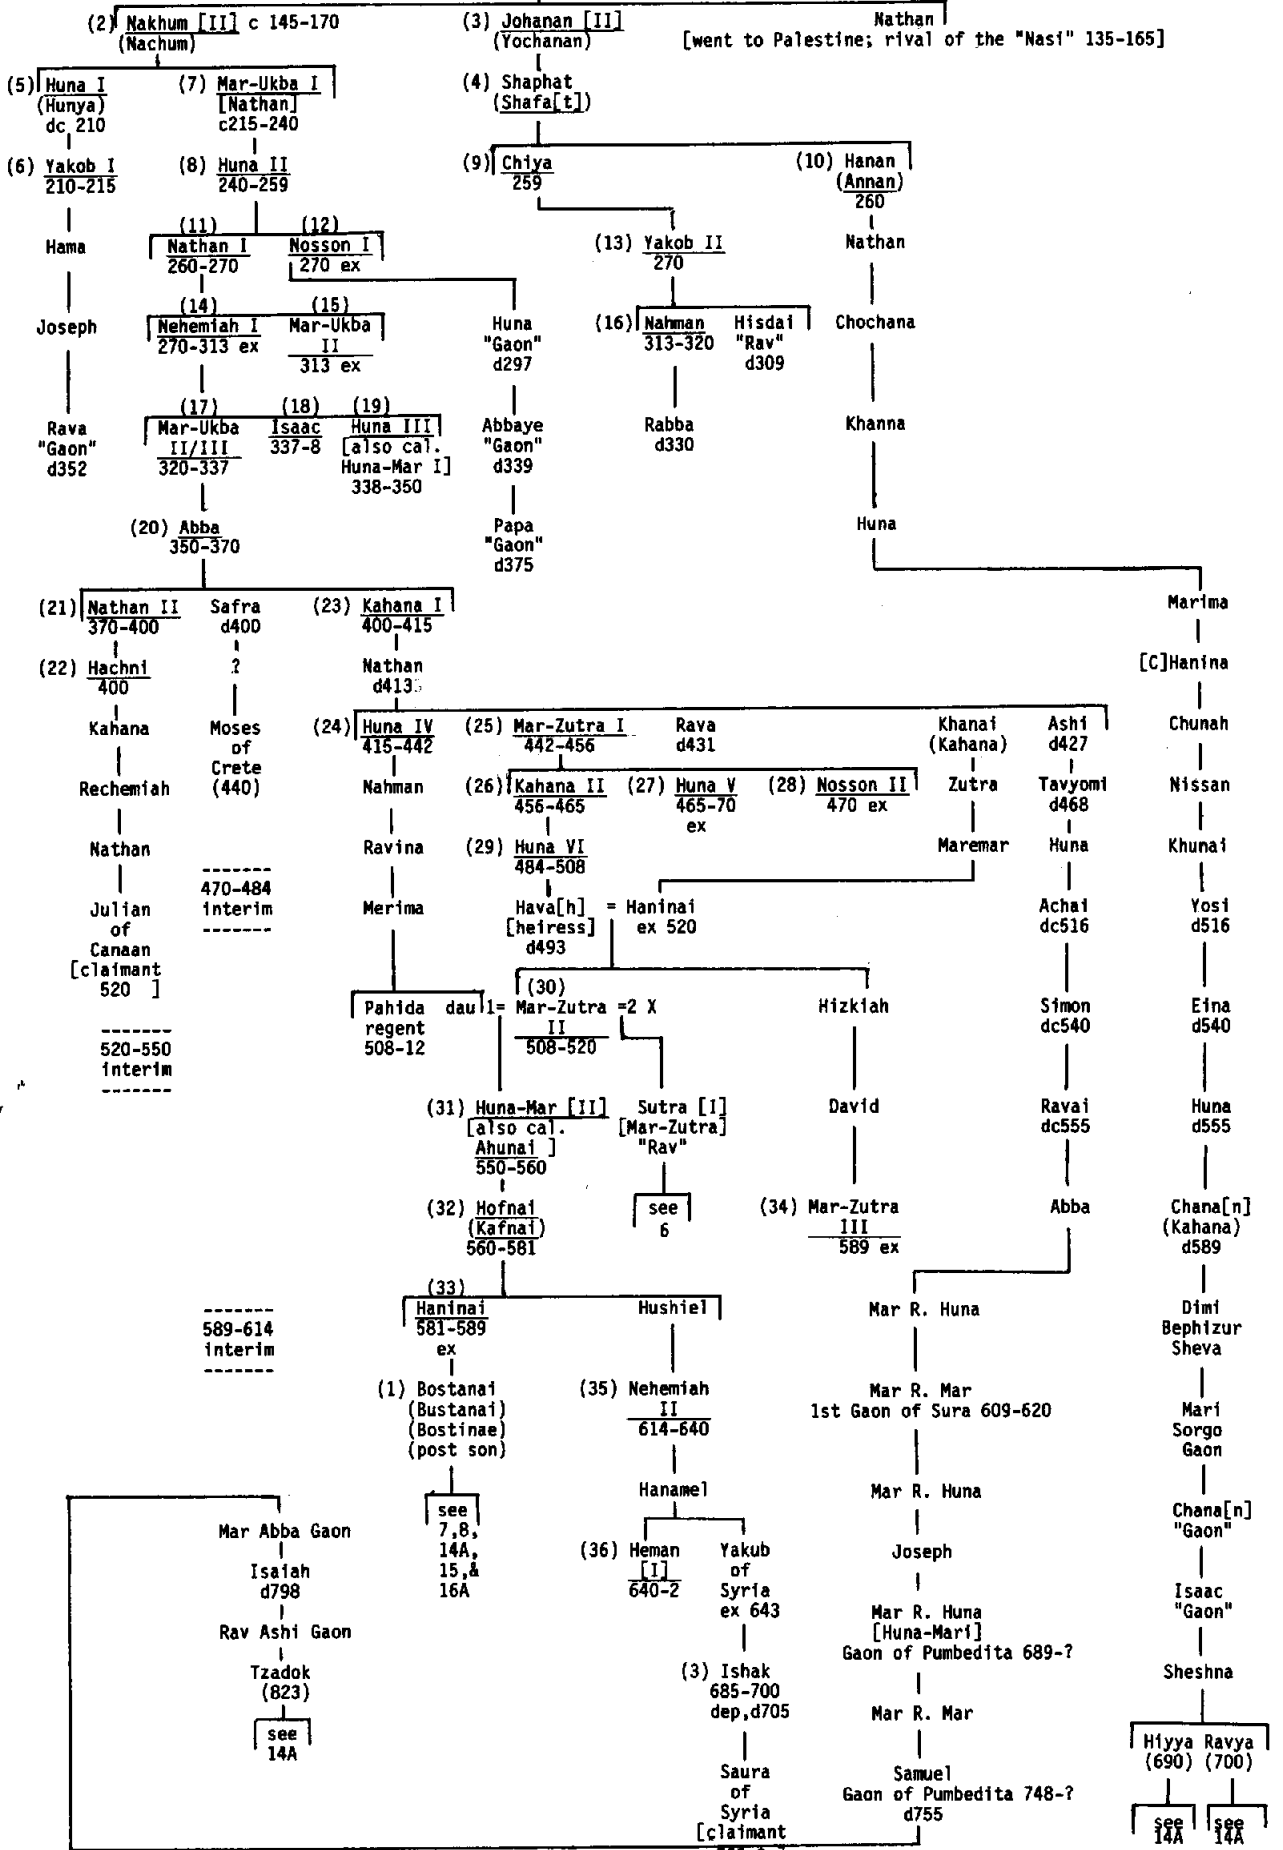 (2) Nakhum [II] c 145-170 (3) Johanan [II] Nathan
(Nachum) (Yochanan) [went to Palestine; rival of the "Nasi" 135-165]
(5) Huna I (7) Mar-Ukba I (4) Shaphat
(Hunya) [Nathan] (Shafa[t])
dc 210 c215-240
(6) Yakob I (8) Huna II (9) Chiya (10) Hanan
210-215 240-259 259 (Annan)
260
(11) (12)
Hama Nathan I Nosson I (13) Yakob II Nathan
260-270 270 ex 270
(14) (15)
Joseph Nehemiah I Mar-Ukba Huna (16) Nahman Hisdai Chochana
270-313 ex II "Gaon" 313-320 "Rav"
313 ex d297 d309
(17) (18) (19)
Rava Mar-Ukba Isaac Huna III Abbaye Rabba Khanna
"Gaon" II/III 337-8 [also cal. "Gaon" d330
d352 320-337 Huna-Mar I] d339
338-350
(20) Abba Papa Huna
350-370 "Gaon"
d375
(21) Nathan II Safra (23) Kahana I Marima
370-400 d400 400-415
(22) Hachni ? Nathan [C]Hanina
400 d413
Kahana Moses (24) Huna IV (25) Mar-Zutra I Rava Khanai Ashi Chunah
of 415-442 442-456 d431 (Kahana) d427
Crete
Rechemiah (440) Nahman (26) Kahana II (27) Huna V (28) Nosson II Zutra Tavyomi Nissan
456-465 465-70 470 ex d468
ex
Nathan Ravina (29) Huna VI Maremar Huna Khunai
484-508
-------
470-484
interim
-------
Julian Merima Hava[h] = Haninai Achai Yosi
of [heiress] ex 520 dc516 d516
Canaan d493
[claimant
520 ]
(30)
Pahida dau 1= Mar-Zutra =2 X Hizkiah Simon Eina
regent II dc540 d540
508-12 508-520
-------
520-550
interim
-------
(31) Huna-Mar [II] Sutra [I] David Ravai Huna
[also cal. [Mar-Zutra] dc555 d555
Ahunai ] "Rav"
550-560
(32) Hofnai see (34) Mar-Zutra Abba Chana[n]
(Kafnai) 6 III (Kahana)
560-581 589 ex d589
(33)
Haninai Hushiel Mar R. Huna Dimi
581-589 Bephizur
ex Sheva
-------
589-614
interim
-------
(1) Bostanai (35) Nehemiah Mar R. Mar Mari
(Bustanai) II 1st Gaon of Sura 609-620 Sorgo
(Bostinae) 614-640 Gaon
(post son)
Hanamel Mar R. Huna
see Chana[n]
7,8, "Gaon"
14A,
15,&
16A
Mar Abba Gaon (36) Heman Yakub Joseph
Isaiah [I] of Isaac
d798 640-2 Syria "Gaon"
ex 643
Rav Ashi Gaon Mar R. Huna
[Huna-Mari]
Gaon of Pumbedita 689-?
Tzadok (3) Ishak Sheshna
(823) 685-700
dep,d705 Mar R. Mar
see
14A
Hiyya Ravya
(690) (700)
Saura Samuel
of Gaon of Pumbedita 748-?
Syria d755
[claimant
see see
14A 14A